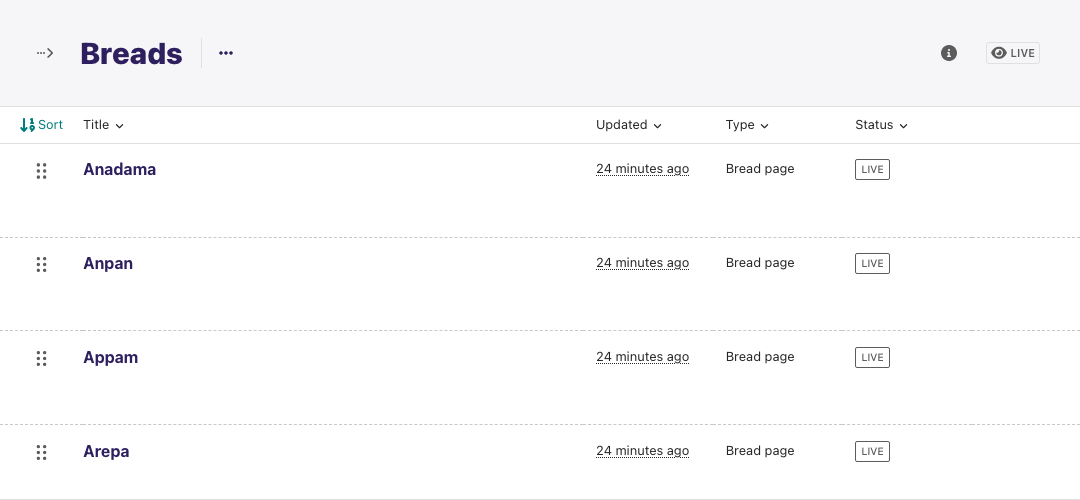 Breads
LIVE
Sort Title Updated Type Status
Anadama 24 minutes ago Bread page LIVE
Anpan 24 minutes ago Bread page LIVE
Appam 24 minutes ago Bread page LIVE
Arepa 24 minutes ago Bread page LIVE